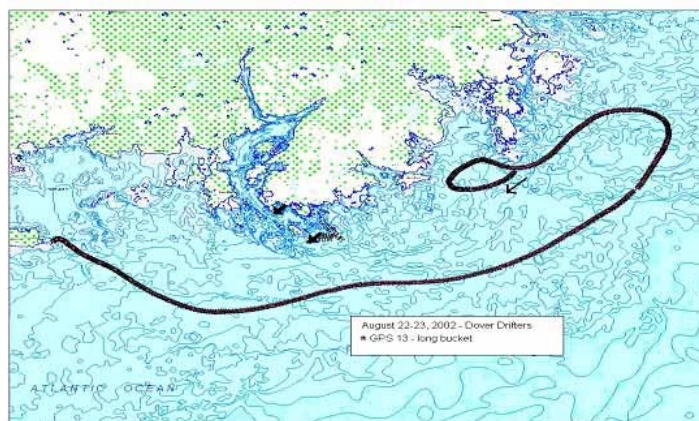 August 22-23, 2002 - Dover Drifters
* GPS 13 - long bucket
ATLANTIC OCEAN